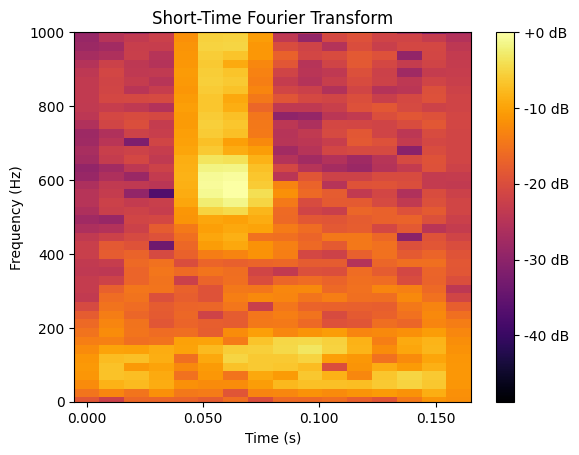 Short-Time Fourier Transform
Frequency (Hz)
1000
800
600
400
200
0
0.000
0.050
0.100
0.150
Time (s)
+0 dB
-10 dB
-20 dB
-30 dB
-40 dB